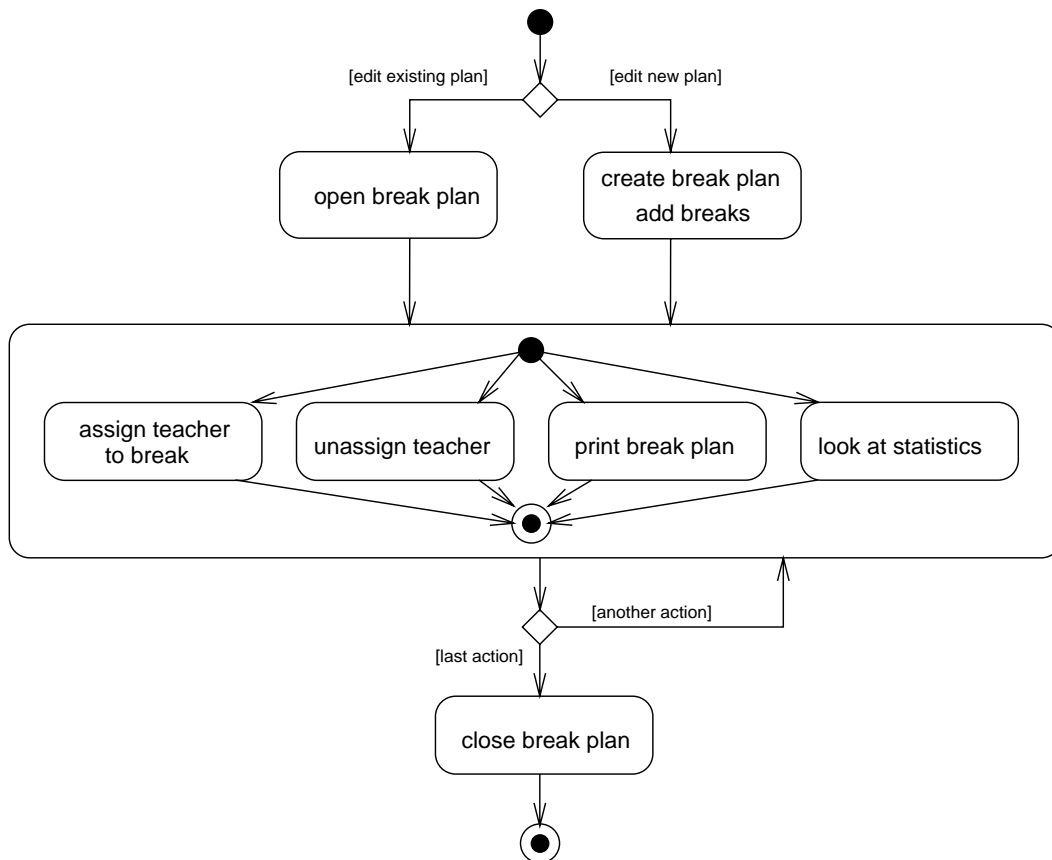 [edit existing plan]
[edit new plan]
open break plan
create break plan
add breaks
assign teacher
to break
unassign teacher
print break plan
look at statistics
[another action]
[last action]
close break plan